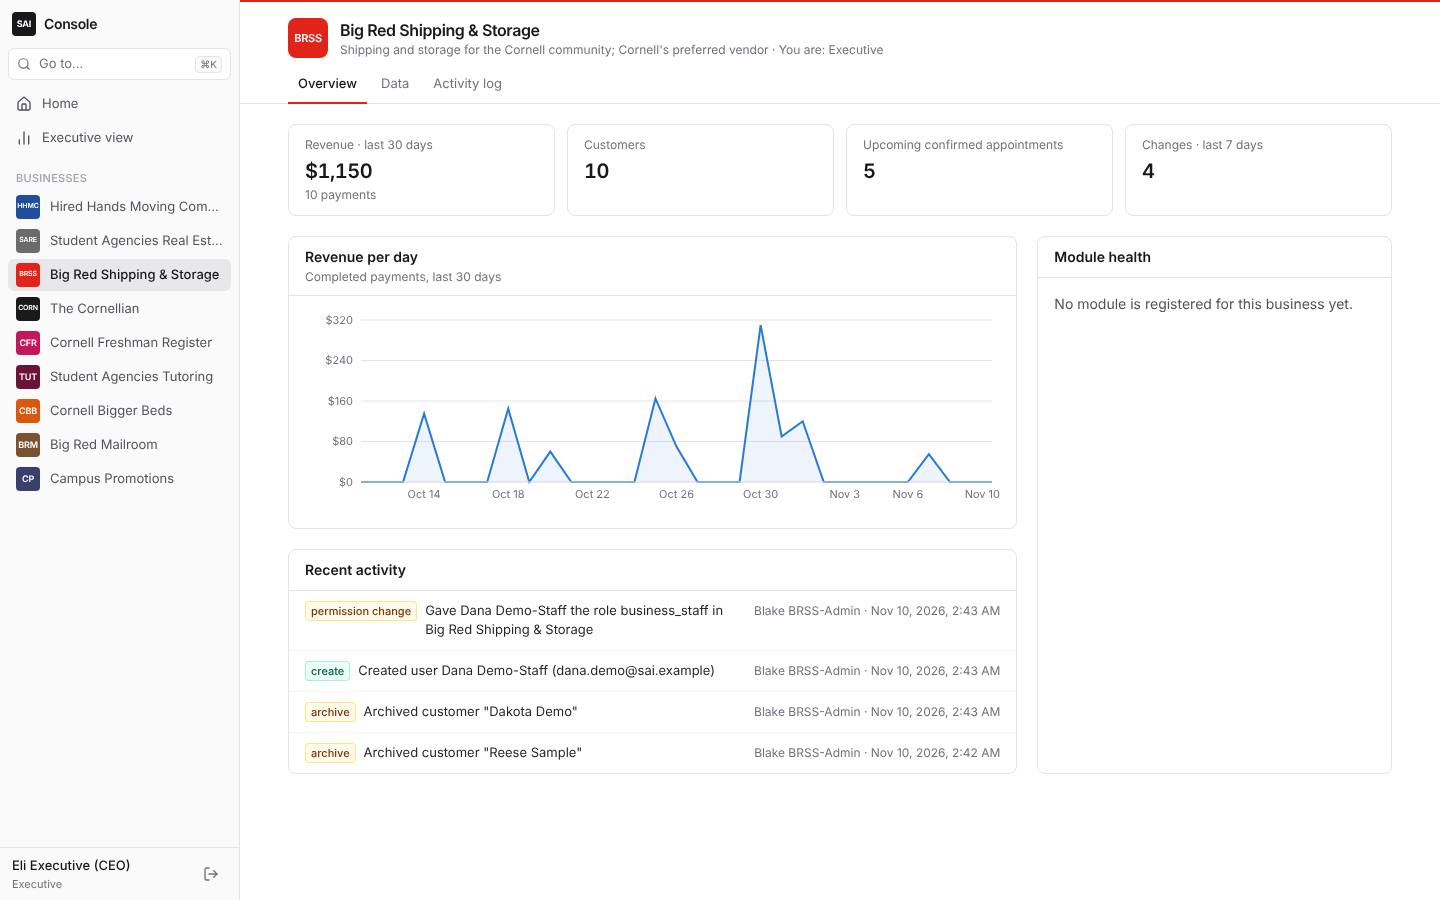 SAI Console
Go to... ⌘K
Home
Executive view
BUSINESSES
HHMC Hired Hands Moving Com...
SARE Student Agencies Real Est...
BRSS Big Red Shipping & Storage
CORN The Cornellian
CFR Cornell Freshman Register
TUT Student Agencies Tutoring
CBB Cornell Bigger Beds
BRM Big Red Mailroom
CP Campus Promotions
Eli Executive (CEO)
Executive
BRSS
Big Red Shipping & Storage
Shipping and storage for the Cornell community; Cornell's preferred vendor · You are: Executive
Overview Data Activity log
Revenue · last 30 days
$1,150
10 payments
Customers
10
Upcoming confirmed appointments
5
Changes · last 7 days
4
Revenue per day
Completed payments, last 30 days
$320
$240
$160
$80
$0
Oct 14 Oct 18 Oct 22 Oct 26 Oct 30 Nov 3 Nov 6 Nov 10
Module health
No module is registered for this business yet.
Recent activity
permission change Gave Dana Demo-Staff the role business_staff in Blake BRSS-Admin · Nov 10, 2026, 2:43 AM
Big Red Shipping & Storage
create Created user Dana Demo-Staff (dana.demo@sai.example) Blake BRSS-Admin · Nov 10, 2026, 2:43 AM
archive Archived customer "Dakota Demo" Blake BRSS-Admin · Nov 10, 2026, 2:43 AM
archive Archived customer "Reese Sample" Blake BRSS-Admin · Nov 10, 2026, 2:42 AM